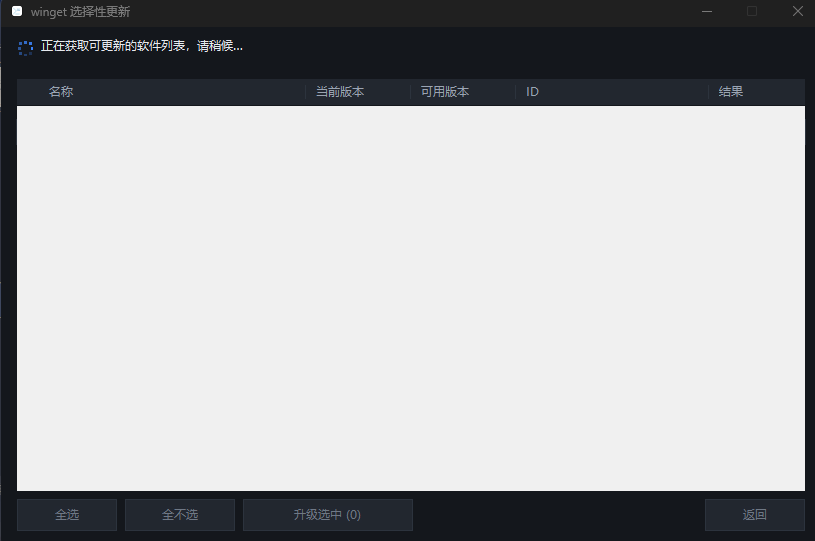 winget 选择性更新
正在获取可更新的软件列表，请稍候...
名称 当前版本 可用版本 ID 结果
全选 全不选 升级选中 (0) 返回